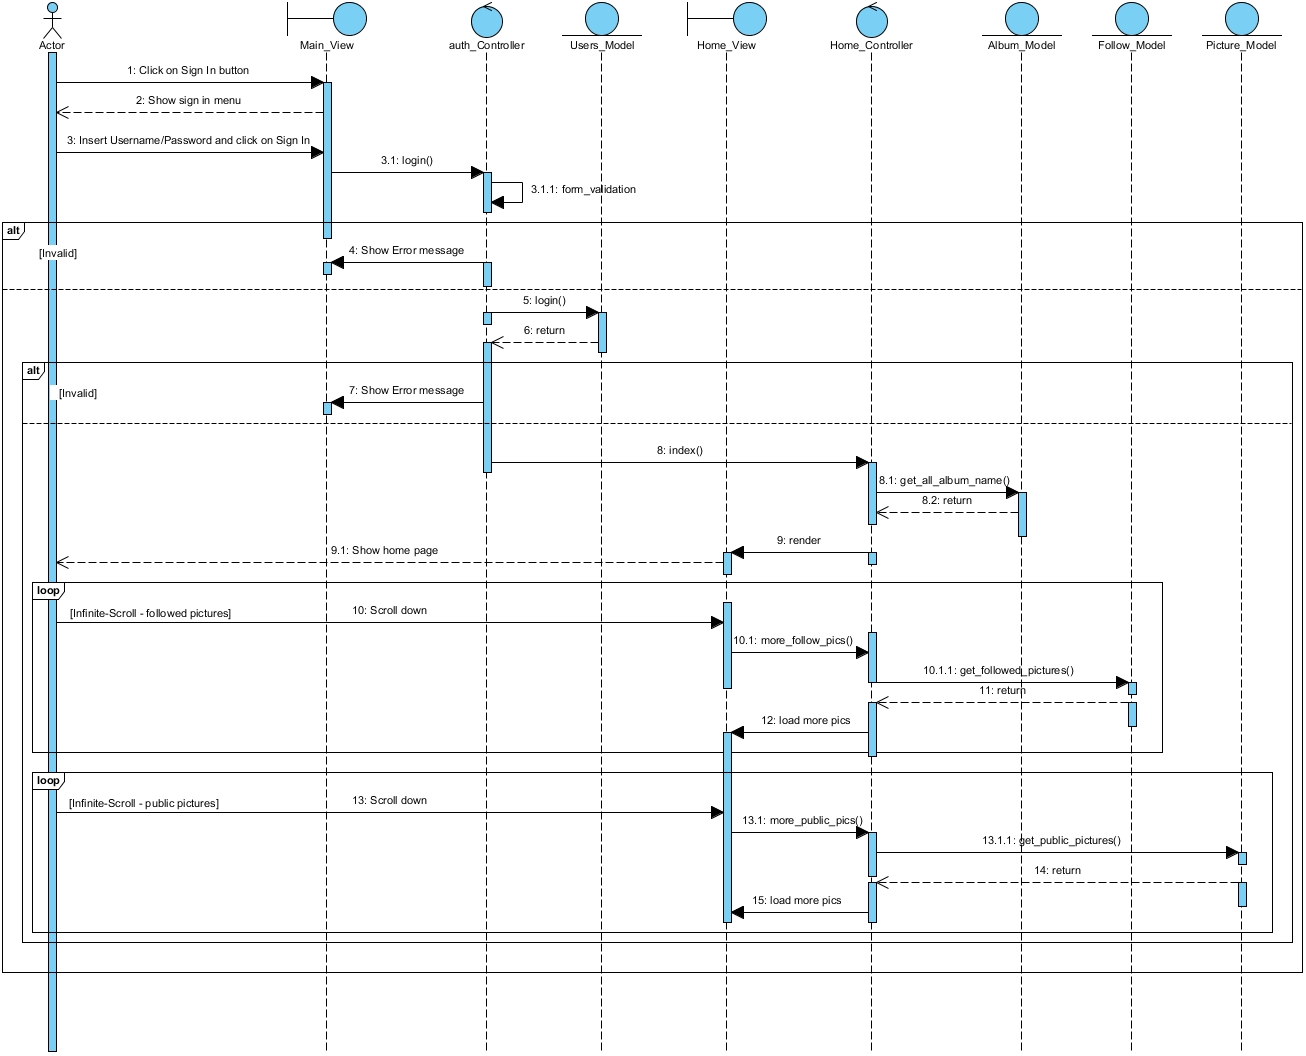 Actor
Main_View
auth_Controller
Users_Model
Home_View
Home_Controller
Album_Model
Follow_Model
Picture_Model
1: Click on Sign In button
2: Show sign in menu
3: Insert Username/Password and click on Sign In
3.1: login()
3.1.1: form_validation
alt
[Invalid]
4: Show Error message
5: login()
6: return
alt
[Invalid]
7: Show Error message
8: index()
8.1: get_all_album_name()
8.2: return
9: render
9.1: Show home page
loop
[Infinite-Scroll - followed pictures]
10: Scroll down
10.1: more_follow_pics()
10.1.1: get_followed_pictures()
11: return
12: load more pics
loop
[Infinite-Scroll - public pictures]
13: Scroll down
13.1: more_public_pics()
13.1.1: get_public_pictures()
14: return
15: load more pics